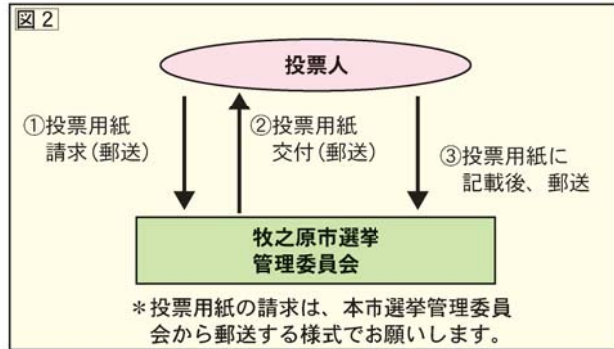 図2
投票人
①投票用紙
請求(郵送)
②投票用紙
交付(郵送)
③投票用紙に
記載後、郵送
牧之原市選挙
管理委員会
＊投票用紙の請求は、本市選挙管理委員
会から郵送する様式でお願いします。